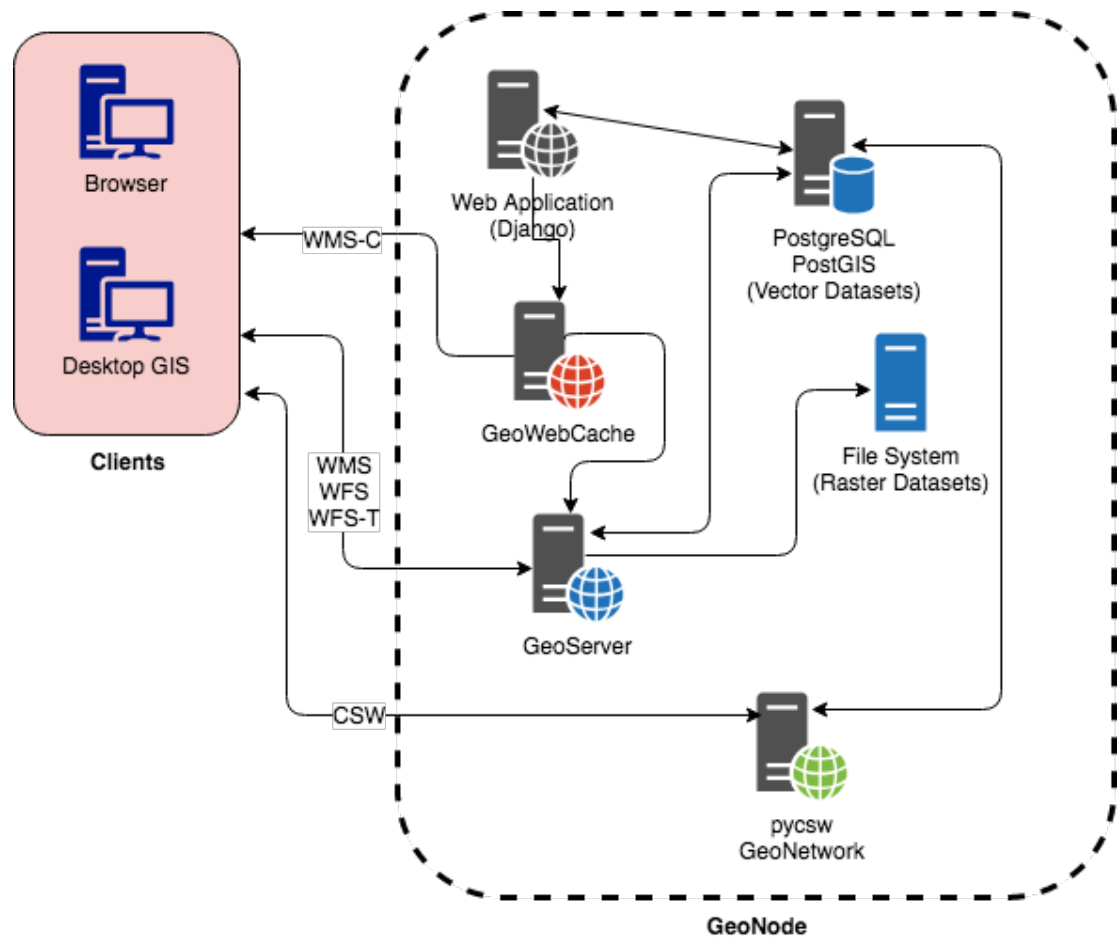 Browser
Desktop GIS
Clients
WMS-C
WMS
WFS
WFS-T
CSW
Web Application
(Django)
PostgreSQL
PostGIS
(Vector Datasets)
GeoWebCache
File System
(Raster Datasets)
GeoServer
pycsw
GeoNetwork
GeoNode